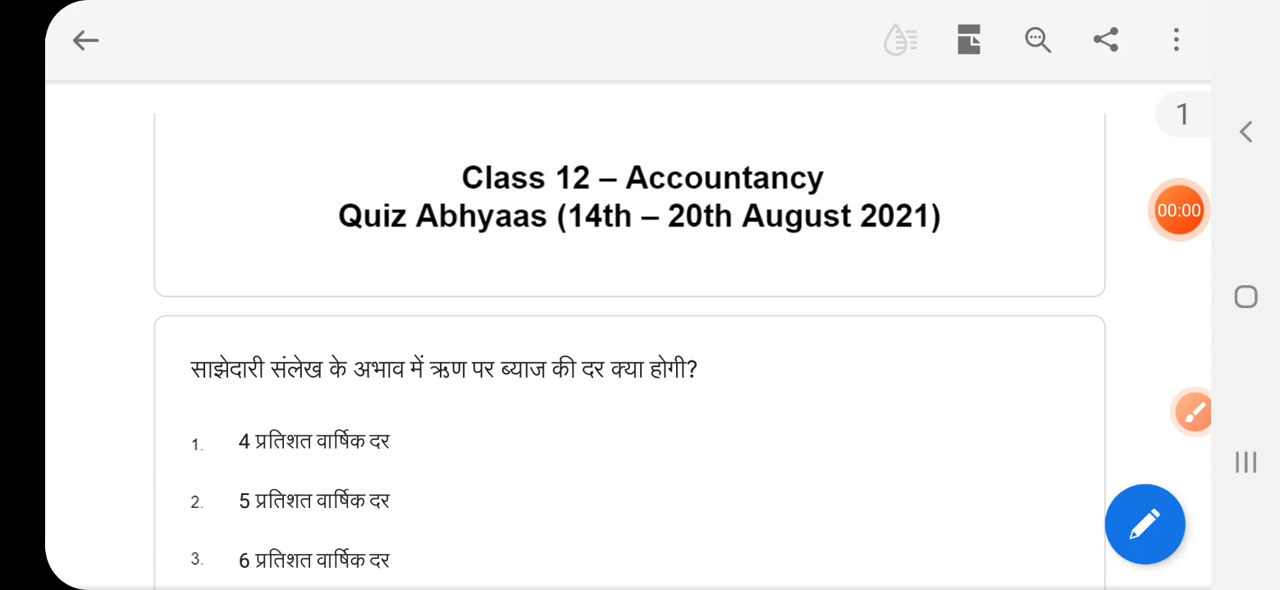 1
Class 12 – Accountancy
Quiz Abhyaas (14th – 20th August 2021)
00:00
साझेदारी संलेख के अभाव में ऋण पर ब्याज की दर क्या होगी?
1. 4 प्रतिशत वार्षिक दर
2. 5 प्रतिशत वार्षिक दर
3. 6 प्रतिशत वार्षिक दर